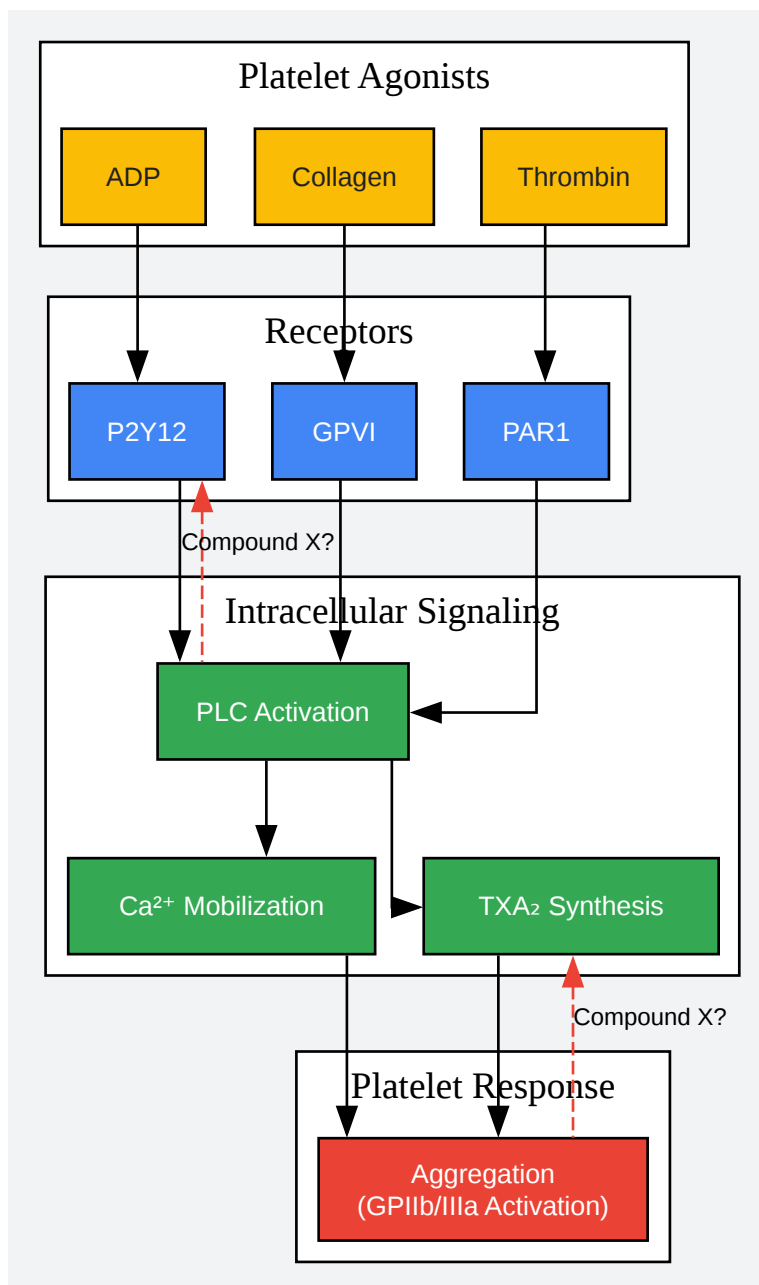 Platelet Agonists
ADP
Collagen
Thrombin
Receptors
P2Y12
GPVI
PAR1
Compound X?
Intracellular Signaling
PLC Activation
Ca²⁺ Mobilization
TXA₂ Synthesis
Compound X?
Platelet Response
Aggregation
(GPIIb/IIIa Activation)